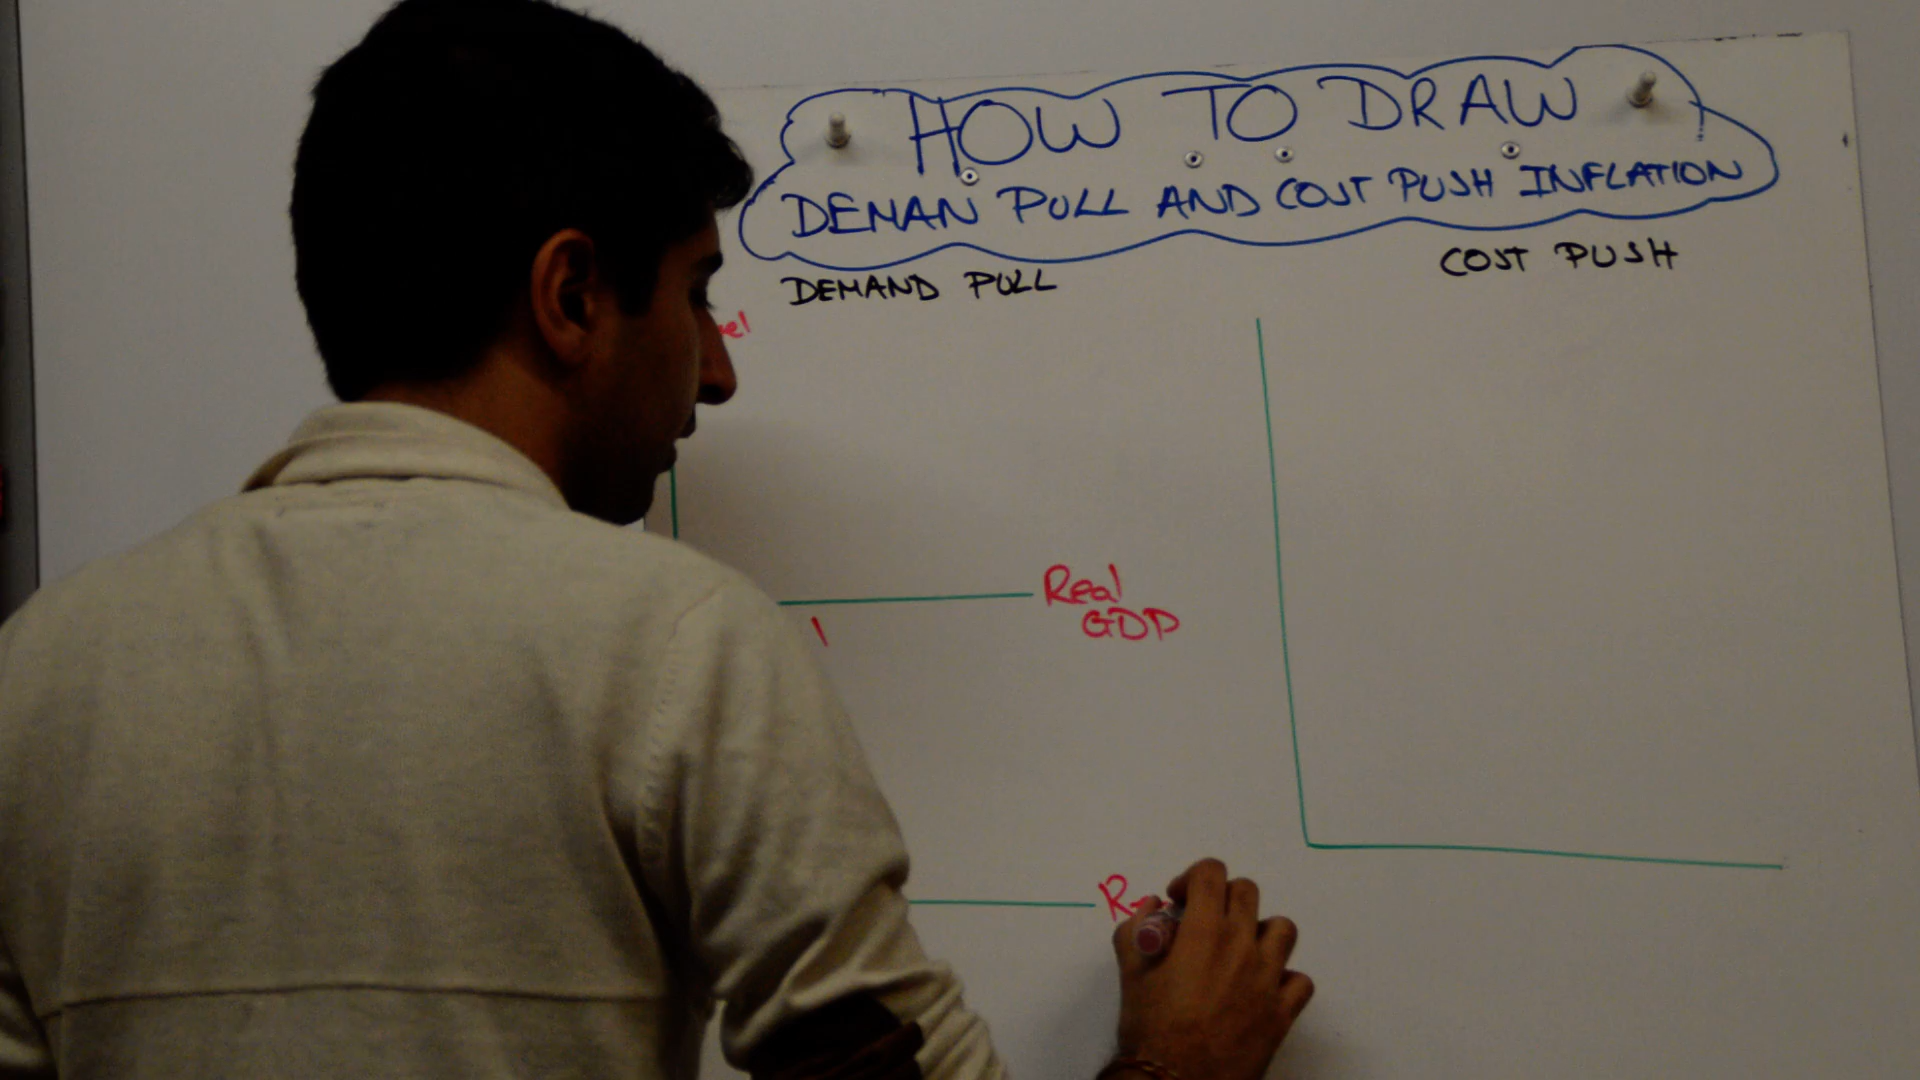 HOW TO DRAW
DEMAN PULL AND COST PUSH INFLATION
DEMAND PULL
COST PUSH
Real
GDP